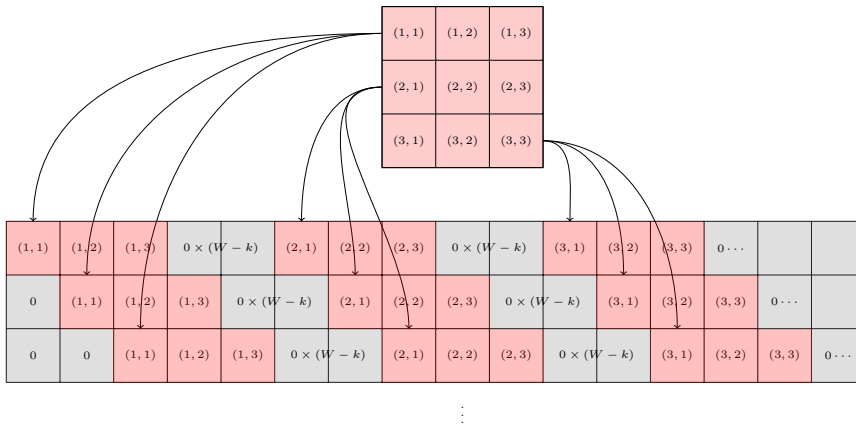 (1, 1) (1, 2) (1, 3)
(2, 1) (2, 2) (2, 3)
(3, 1) (3, 2) (3, 3)
(1, 1) (1, 2) (1, 3) 0 × (W − k) (2, 1) (2, 2) (2, 3) 0 × (W − k) (3, 1) (3, 2) (3, 3) 0 ⋯
0 (1, 1) (1, 2) (1, 3) 0 × (W − k) (2, 1) (2, 2) (2, 3) 0 × (W − k) (3, 1) (3, 2) (3, 3) 0 ⋯
0 0 (1, 1) (1, 2) (1, 3) 0 × (W − k) (2, 1) (2, 2) (2, 3) 0 × (W − k) (3, 1) (3, 2) (3, 3) 0 ⋯
⋮